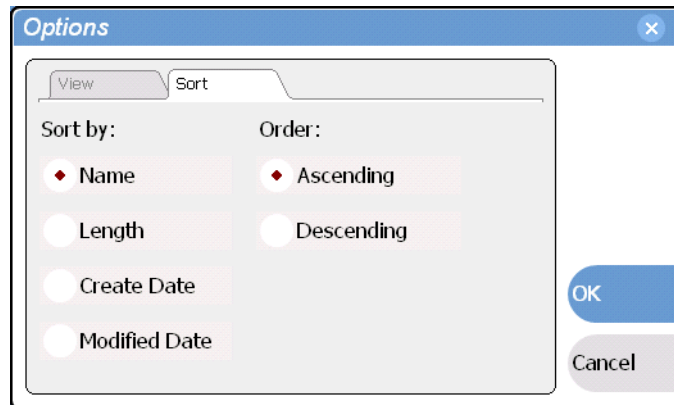 Options
View
Sort
Sort by:
Order:
Name
Ascending
Length
Descending
Create Date
Modified Date
OK
Cancel